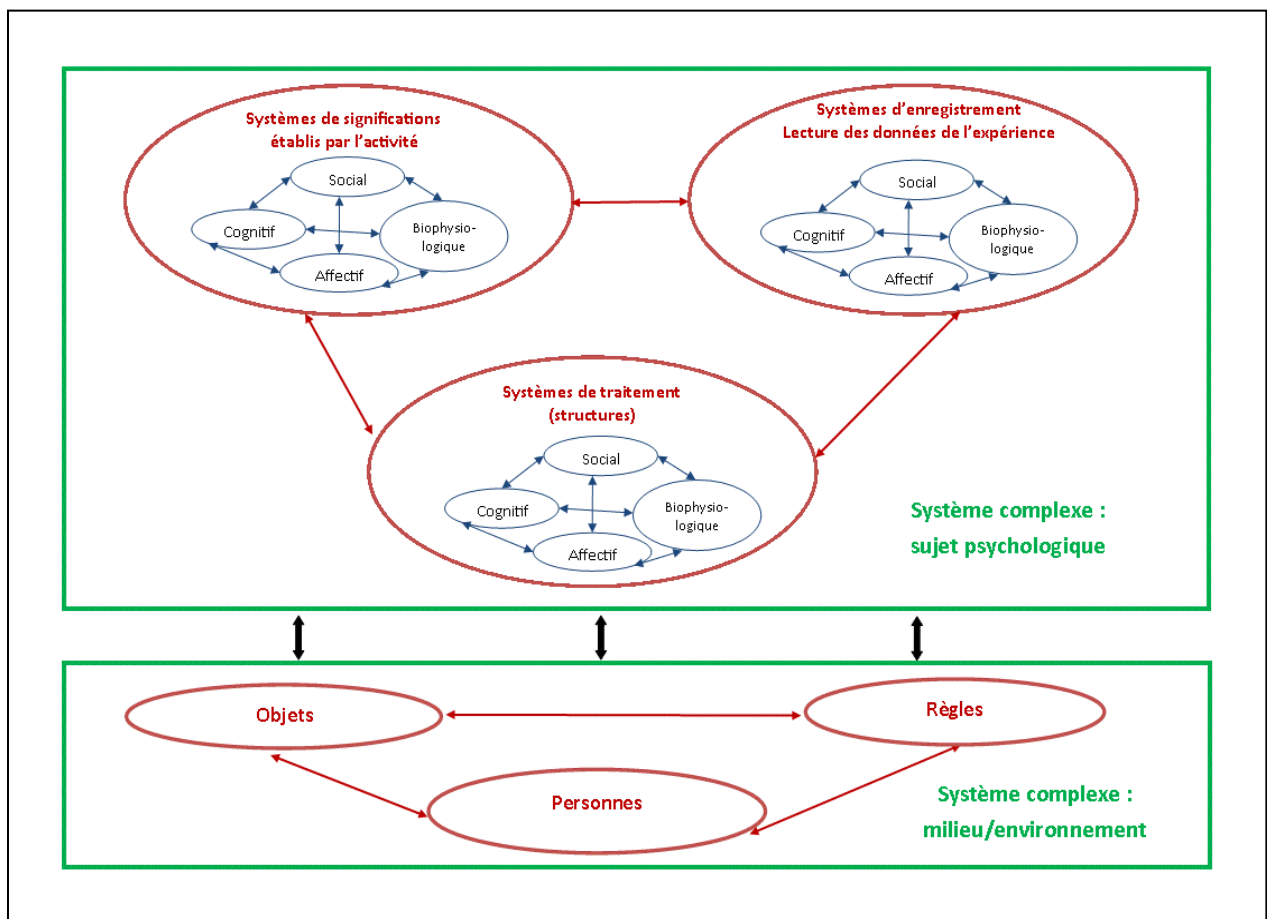 Systèmes de significations
établis par l'activité
Social
Cognitif
Biophysio-
logique
Affectif
Systèmes d'enregistrement
Lecture des données de l'expérience
Social
Cognitif
Biophysio-
logique
Affectif
Systèmes de traitement
(structures)
Social
Cognitif
Biophysio-
logique
Affectif
Système complexe :
sujet psychologique
Objets
Règles
Personnes
Système complexe :
milieu/environnement